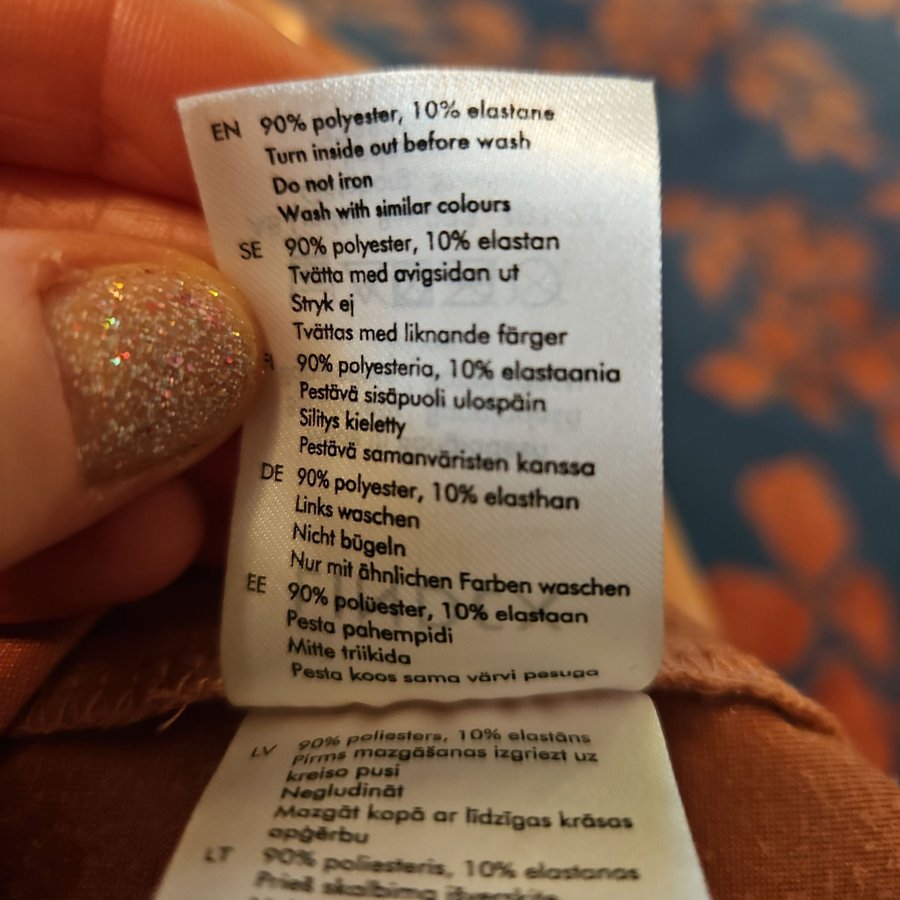 EN 90% polyester, 10% elastane
Turn inside out before wash
Do not iron
Wash with similar colours
SE 90% polyester, 10% elastan
Tvätta med avigsidan ut
Stryk ej
Tvättas med liknande färger
90% polyesteria, 10% elastaania
Pestävä sisäpuoli ulospäin
Silitys kielletty
Pestävä samanväristen kanssa
DE 90% polyester, 10% elasthan
Links waschen
Nicht bügeln
Nur mit ähnlichen Farben waschen
EE 90% polüester, 10% elastaan
Pesta pahempidi
Mitte triikida
Pesta koos sama värvi pesuga
LV 90% poliesters, 10% elastāns
Pirms mazgāšanas izgriezt uz
kreiso pusi
Negludināt
Mazgāt kopā ar līdzīgas krāsas
apģērbu
LT 90% poliesteris, 10% elastanas
Prieš skalbimą išverskite